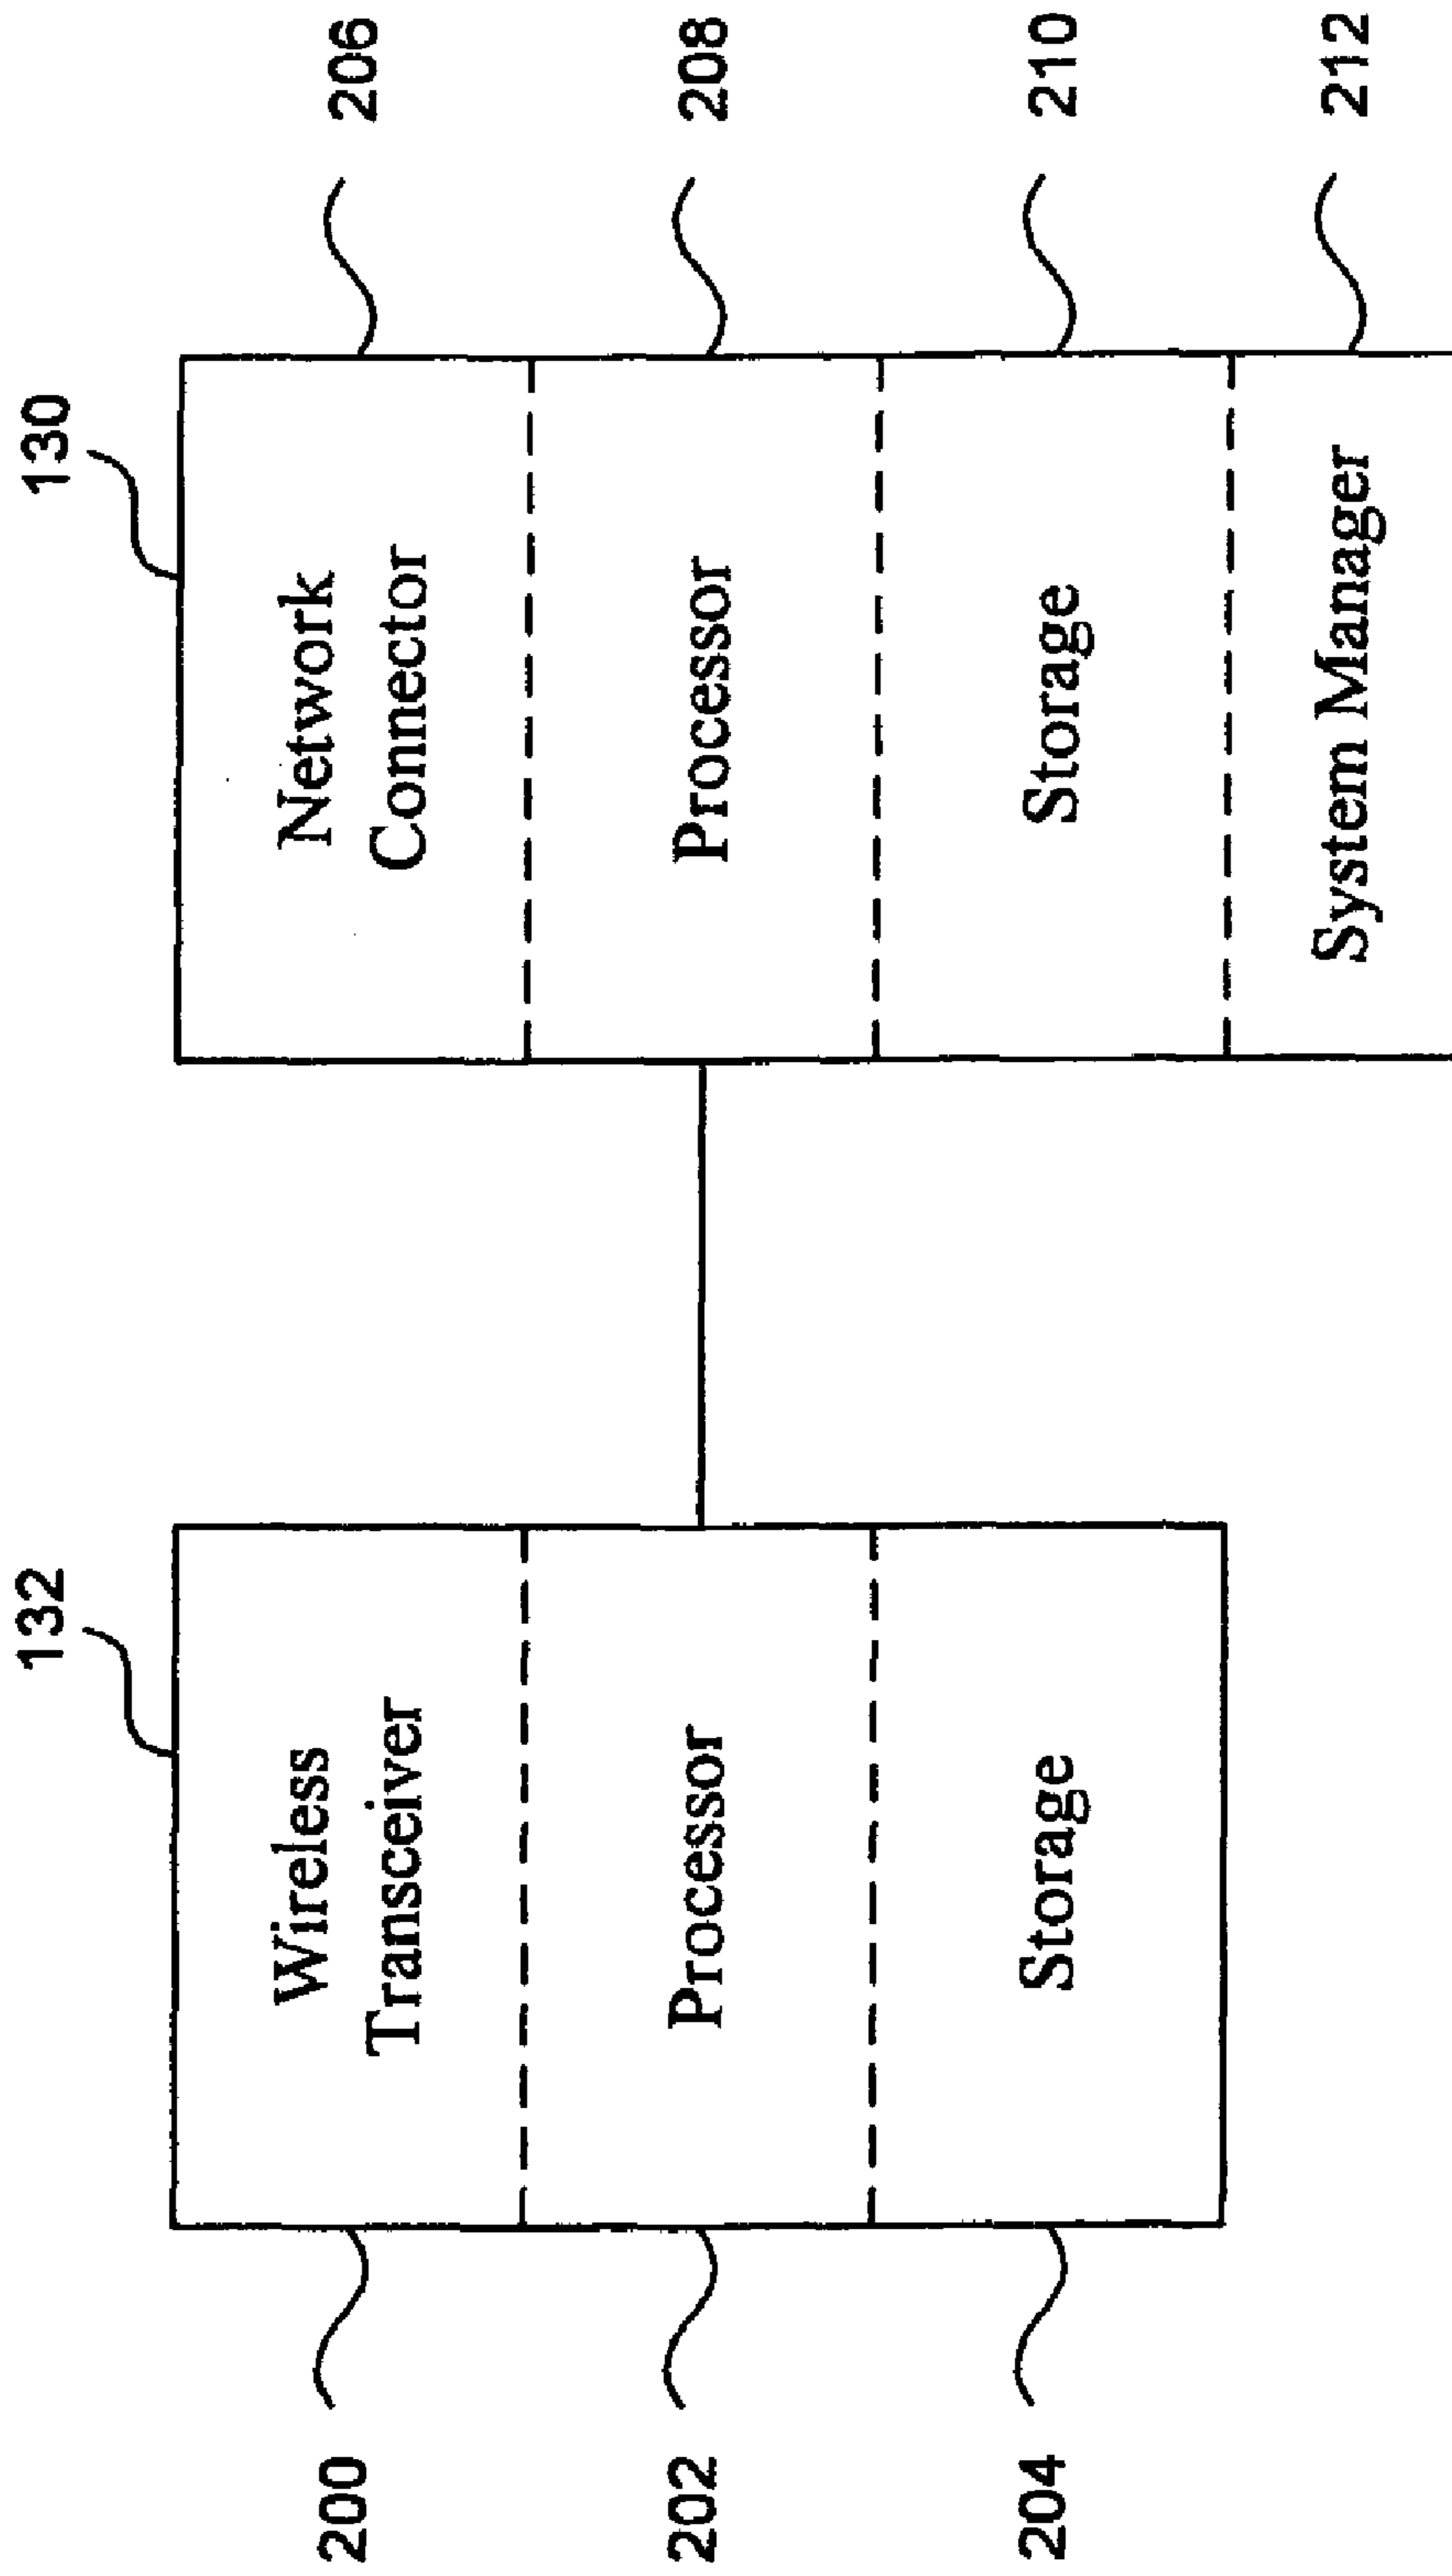 132
130
200
Wireless
Transceiver
202
Processor
204
Storage
Network
Connector
206
Processor
208
Storage
210
System Manager
212